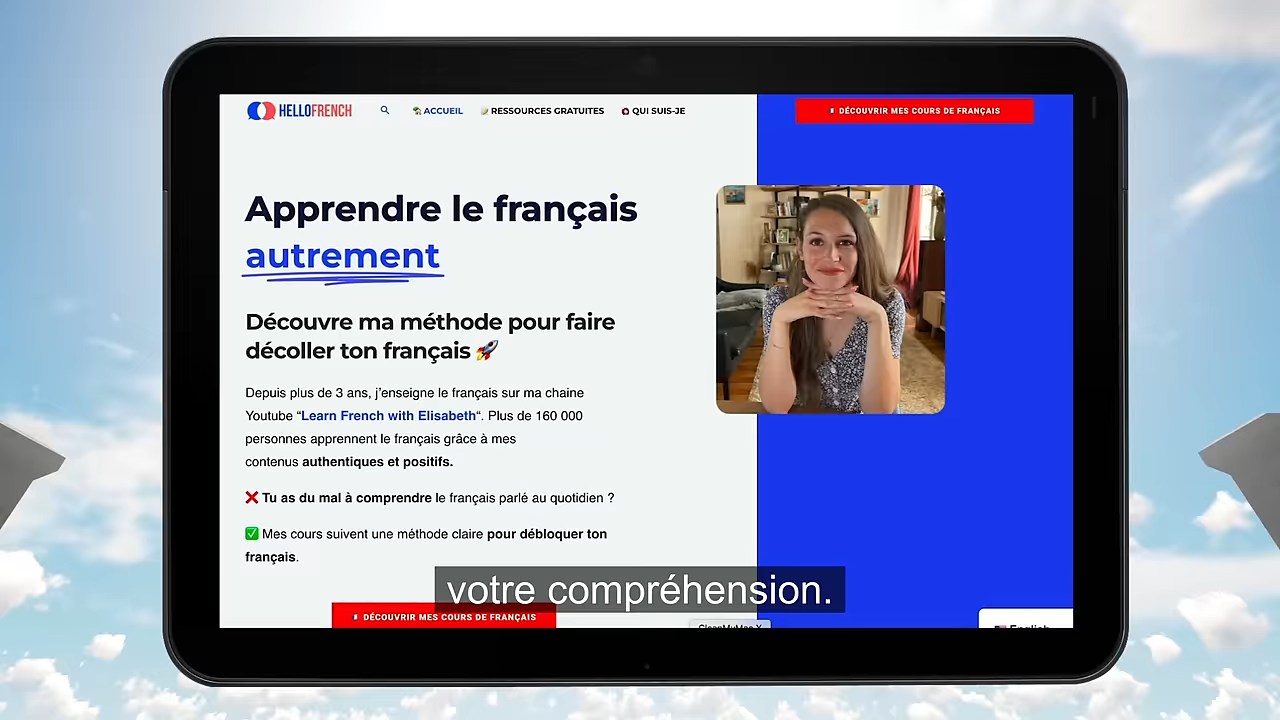 HELLOFRENCH
ACCUEIL
RESSOURCES GRATUITES
QUI SUIS-JE
DÉCOUVRIR MES COURS DE FRANÇAIS
Apprendre le français
autrement
Découvre ma méthode pour faire
décoller ton français 🚀
Depuis plus de 3 ans, j'enseigne le français sur ma chaine
Youtube “Learn French with Elisabeth“. Plus de 160 000
personnes apprennent le français grâce à mes
contenus authentiques et positifs.
❌ Tu as du mal à comprendre le français parlé au quotidien ?
✅ Mes cours suivent une méthode claire pour débloquer ton
français.
votre compréhension.
DÉCOUVRIR MES COURS DE FRANÇAIS
CleanMyMac X
English